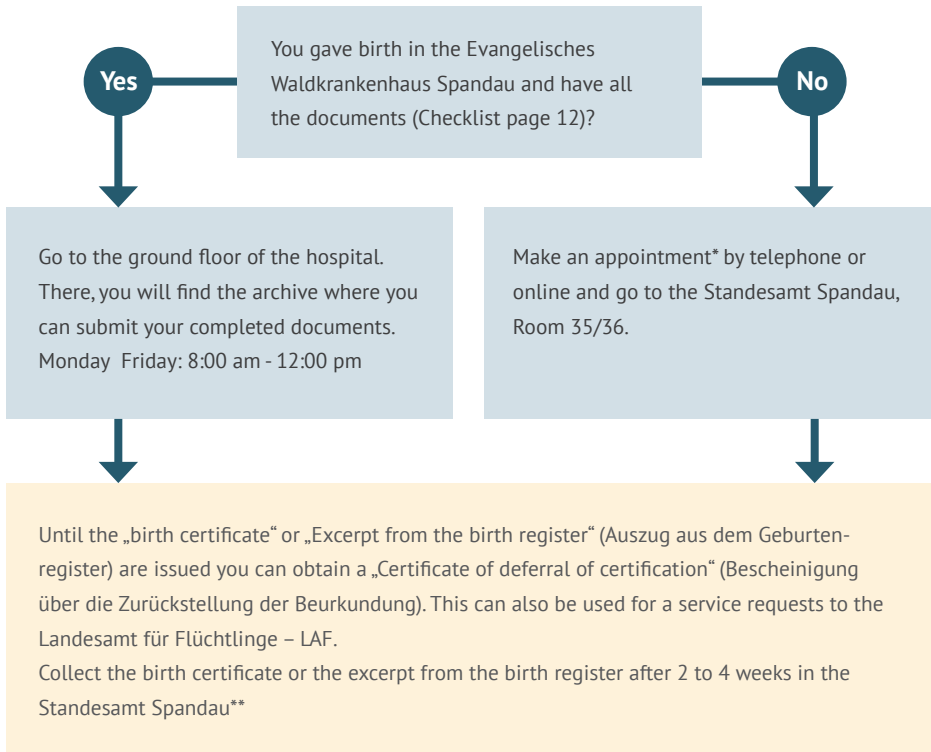 You gave birth in the Evangelisches
Waldkrankenhaus Spandau and have all
the documents (Checklist page 12)?
Yes
No
Go to the ground floor of the hospital.
There, you will find the archive where you
can submit your completed documents.
Monday  Friday: 8:00 am - 12:00 pm
Make an appointment* by telephone or
online and go to the Standesamt Spandau,
Room 35/36.
Until the „birth certificate“ or „Excerpt from the birth register“ (Auszug aus dem Geburten-
register) are issued you can obtain a „Certificate of deferral of certification“ (Bescheinigung
über die Zurückstellung der Beurkundung). This can also be used for a service requests to the
Landesamt für Flüchtlinge – LAF.
Collect the birth certificate or the excerpt from the birth register after 2 to 4 weeks in the
Standesamt Spandau**